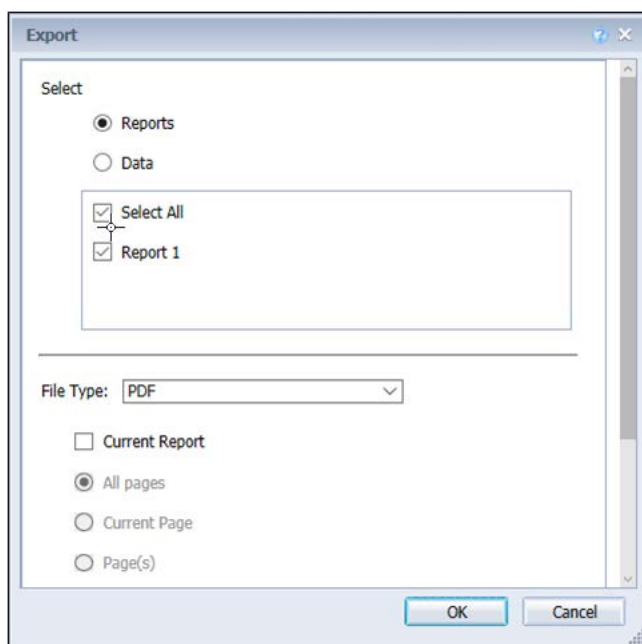 Export
Select
Reports
Data
Select All
Report 1
File Type: PDF
Current Report
All pages
Current Page
Page(s)
OK Cancel